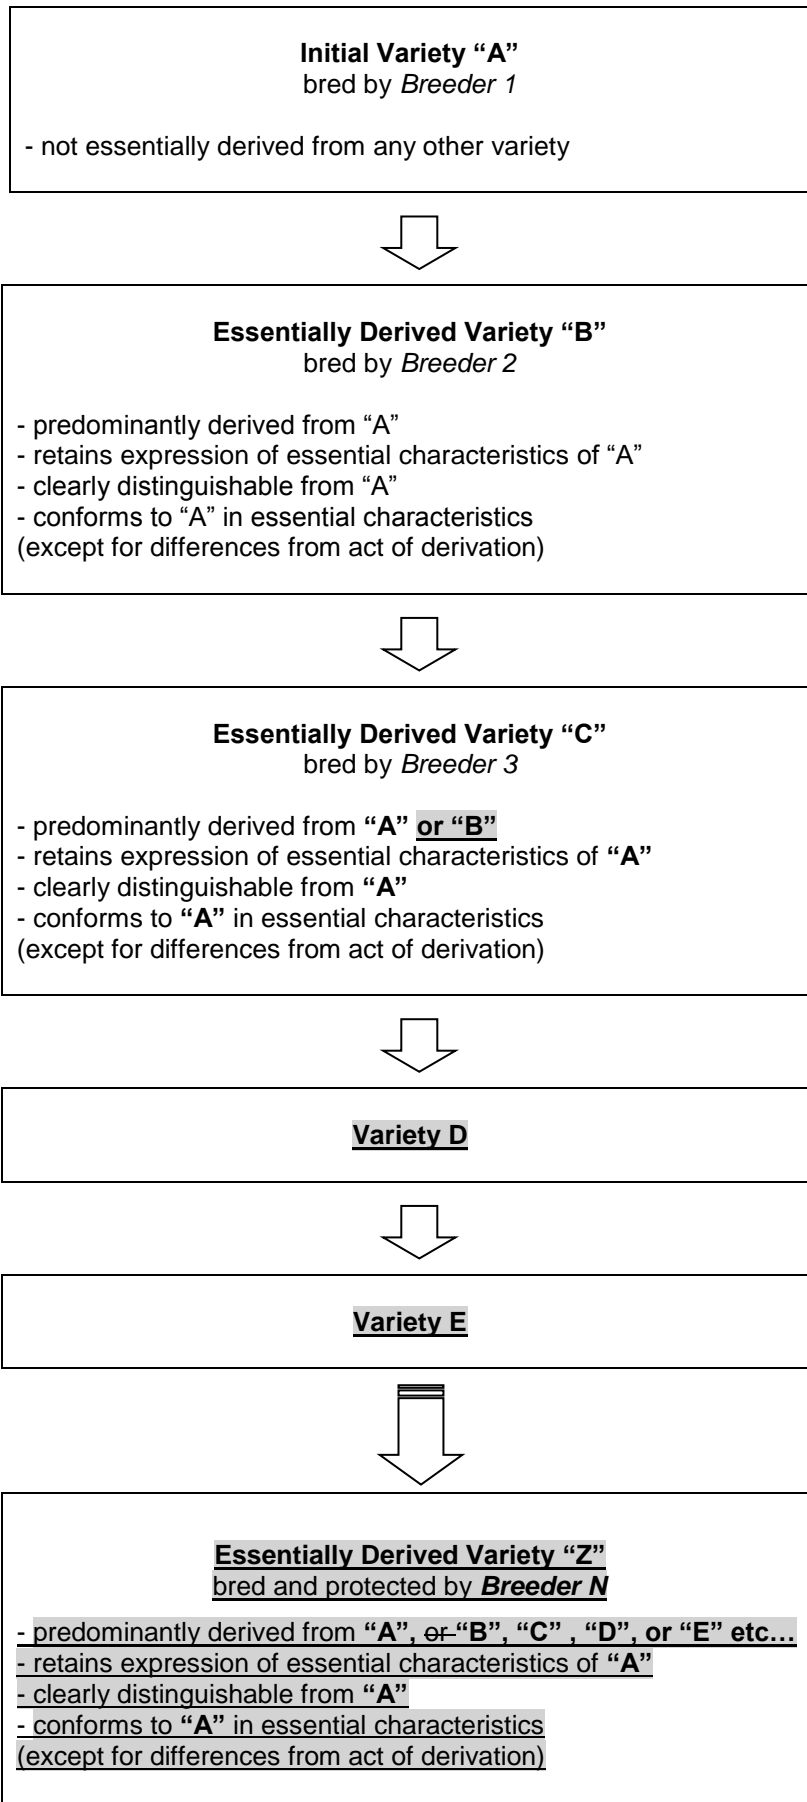 Initial Variety “A”
bred by Breeder 1
- not essentially derived from any other variety
Essentially Derived Variety “B”
bred by Breeder 2
- predominantly derived from “A”
- retains expression of essential characteristics of “A”
- clearly distinguishable from “A”
- conforms to “A” in essential characteristics
(except for differences from act of derivation)
Essentially Derived Variety “C”
bred by Breeder 3
- predominantly derived from “A” or “B”
- retains expression of essential characteristics of “A”
- clearly distinguishable from “A”
- conforms to “A” in essential characteristics
(except for differences from act of derivation)
Variety D
Variety E
Essentially Derived Variety “Z”
bred and protected by Breeder N
- predominantly derived from “A”, or “B”, “C” , “D”, or “E” etc…
- retains expression of essential characteristics of “A”
- clearly distinguishable from “A”
- conforms to “A” in essential characteristics
(except for differences from act of derivation)